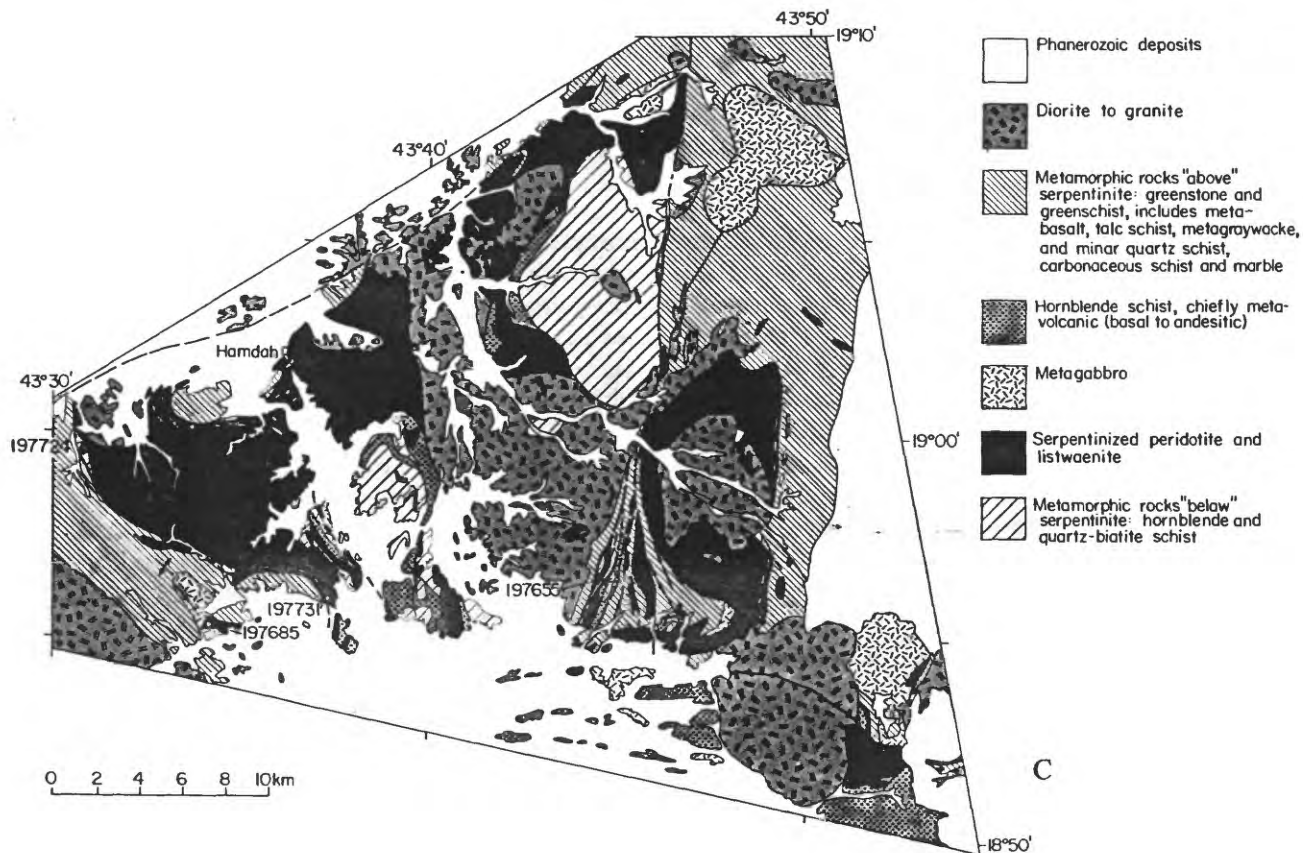 43°50'
19°10'
43°40'
Hamdah
43°30'
197724
19°00'
197655
197731
197685
0 2 4 6 8 10km
C
18°50'
Phanerozoic deposits
Diorite to granite
Metamorphic rocks "above"
serpentinite: greenstone and
greenschist, includes meta-
basalt, talc schist, metagraywacke,
and minar quartz schist,
carbonaceous schist and marble
Hornblende schist, chiefly meta-
volcanic (basal to andesitic)
Metagabbro
Serpentinized peridotite and
listwaenite
Metamorphic rocks "below"
serpentinite: hornblende and
quartz-biatite schist